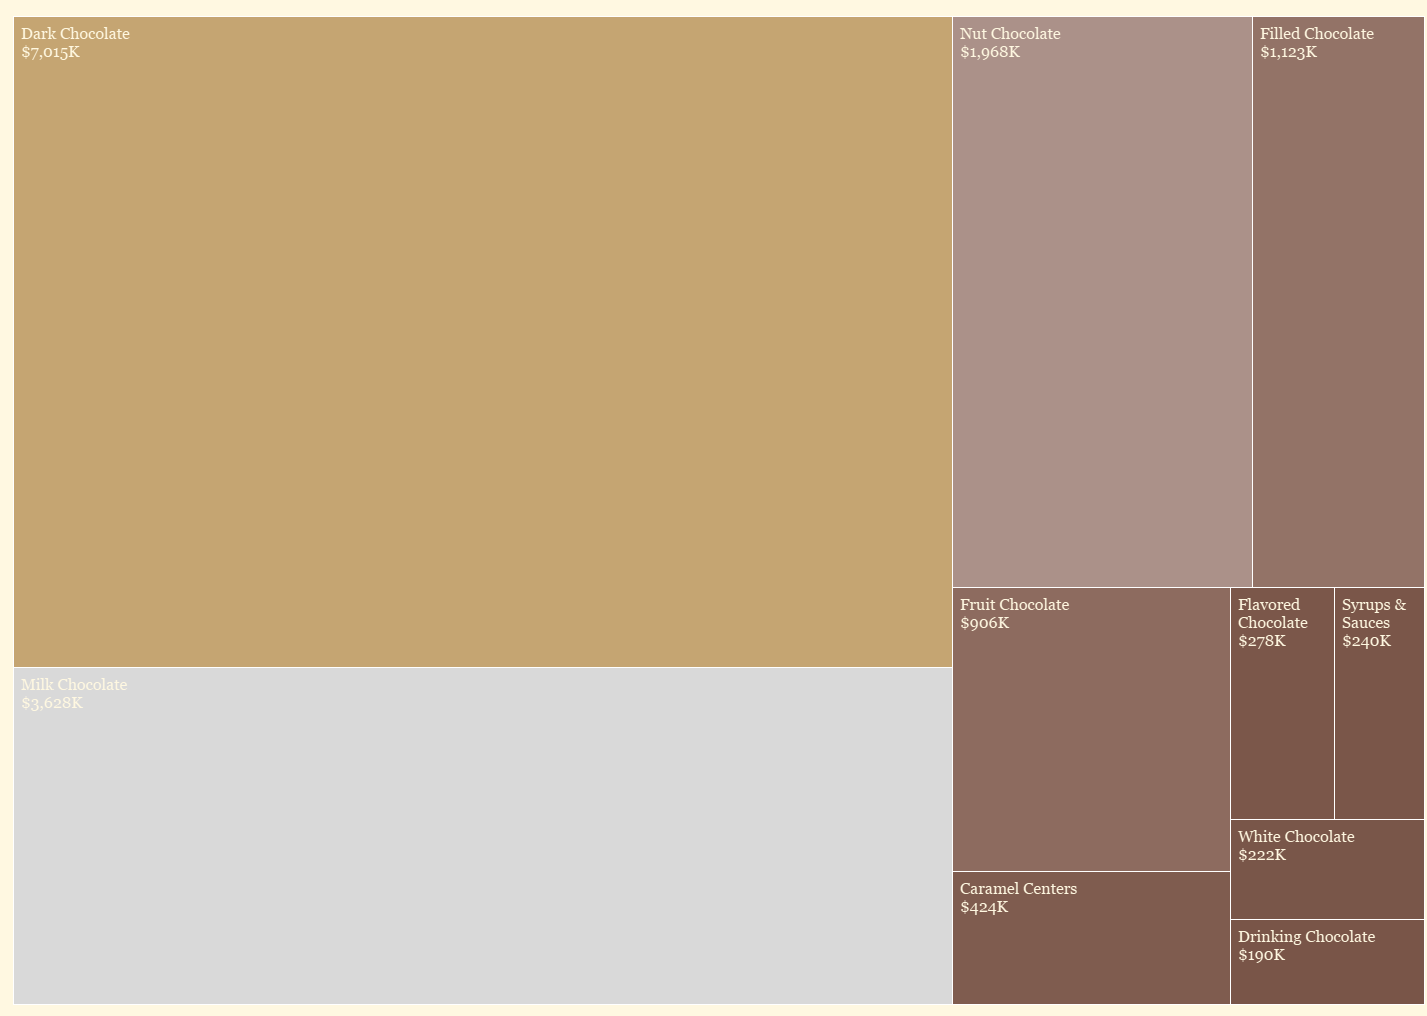 Dark Chocolate
$7,015K
Nut Chocolate
$1,968K
Filled Chocolate
$1,123K
Milk Chocolate
$3,628K
Fruit Chocolate
$906K
Flavored
Chocolate
$278K
Syrups &
Sauces
$240K
White Chocolate
$222K
Caramel Centers
$424K
Drinking Chocolate
$190K